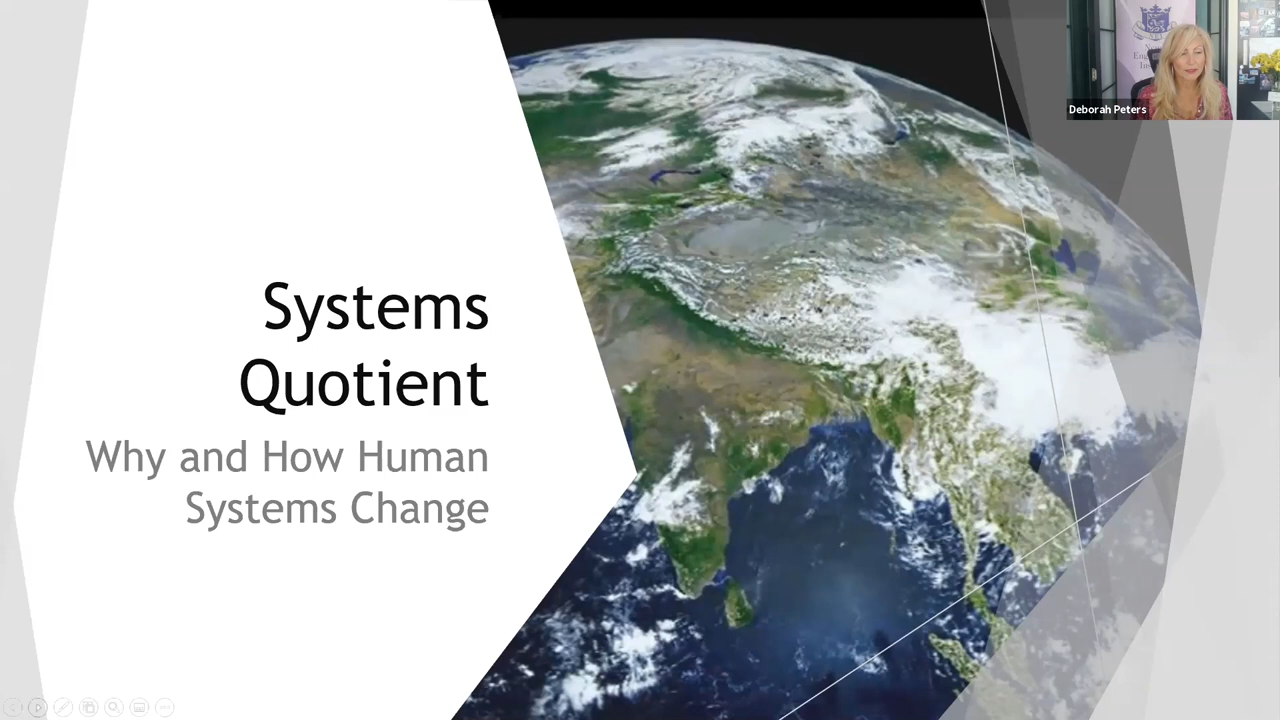 Systems
Quotient
Why and How Human
Systems Change
Deborah Peters